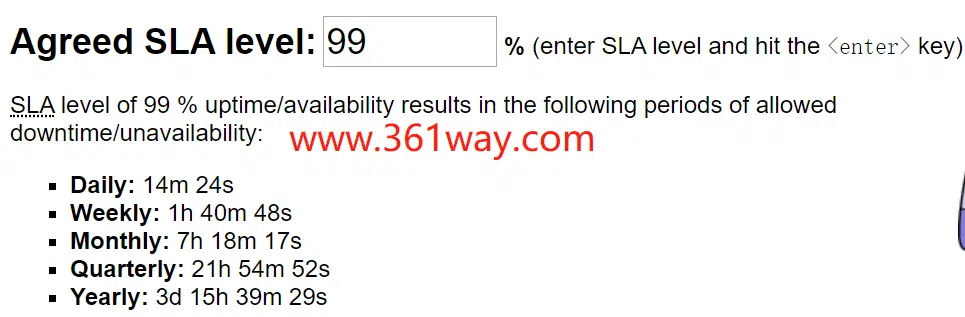 Agreed SLA level: 99 % (enter SLA level and hit the <enter> key)
SLA level of 99 % uptime/availability results in the following periods of allowed
downtime/unavailability: www.361way.com
▪ Daily: 14m 24s
▪ Weekly: 1h 40m 48s
▪ Monthly: 7h 18m 17s
▪ Quarterly: 21h 54m 52s
▪ Yearly: 3d 15h 39m 29s